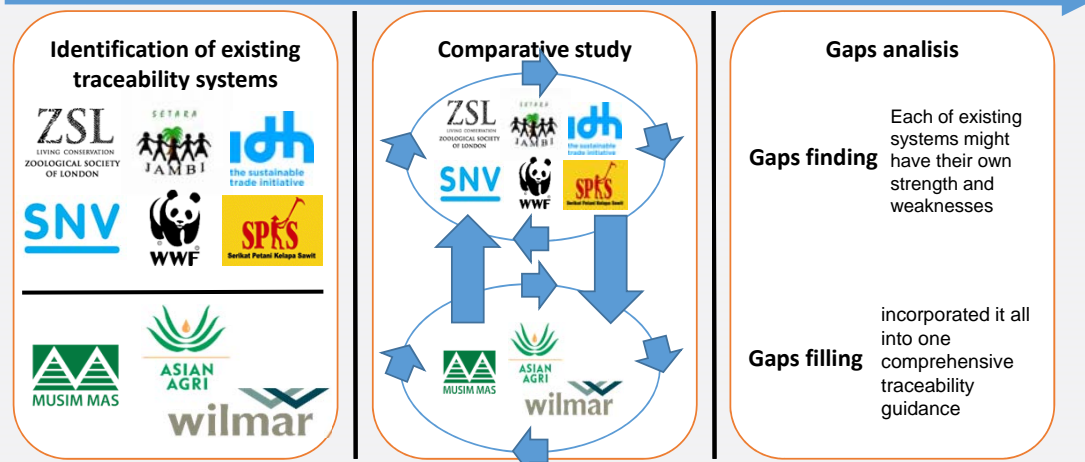 Identification of existing
traceability systems
ZSL
LIVING CONSERVATION
ZOOLOGICAL SOCIETY
OF LONDON
SETARA
JAMBI
idh
the sustainable
trade initiative
SNV
WWF
SPKS
Serikat Petani Kelapa Sawit
MUSIM MAS
ASIAN
AGRI
wilmar
Comparative study
ZSL
LIVING CONSERVATION
ZOOLOGICAL SOCIETY
OF LONDON
SETARA
JAMBI
idh
the sustainable
trade initiative
SNV
WWF
SPKS
Serikat Petani Kelapa Sawit
MUSIM MAS
ASIAN
AGRI
wilmar
Gaps analisis
Gaps finding
Each of existing
systems might
have their own
strength and
weaknesses
Gaps filling
incorporated it all
into one
comprehensive
traceability
guidance